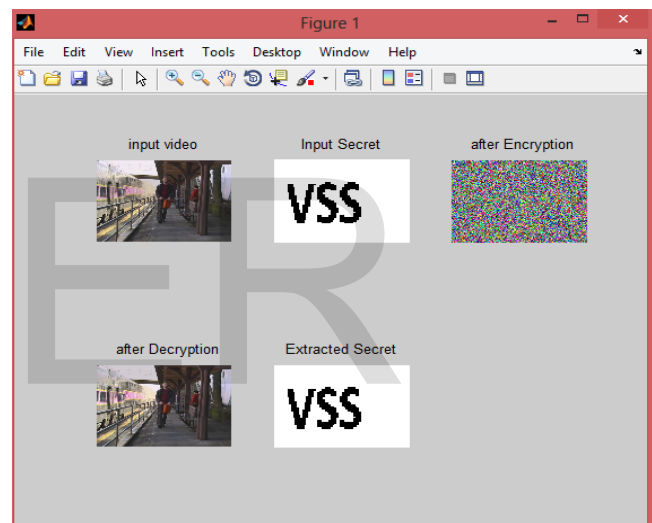 Figure 1
File Edit View Insert Tools Desktop Window Help
input video Input Secret after Encryption
VSS
after Decryption Extracted Secret
VSS
ER